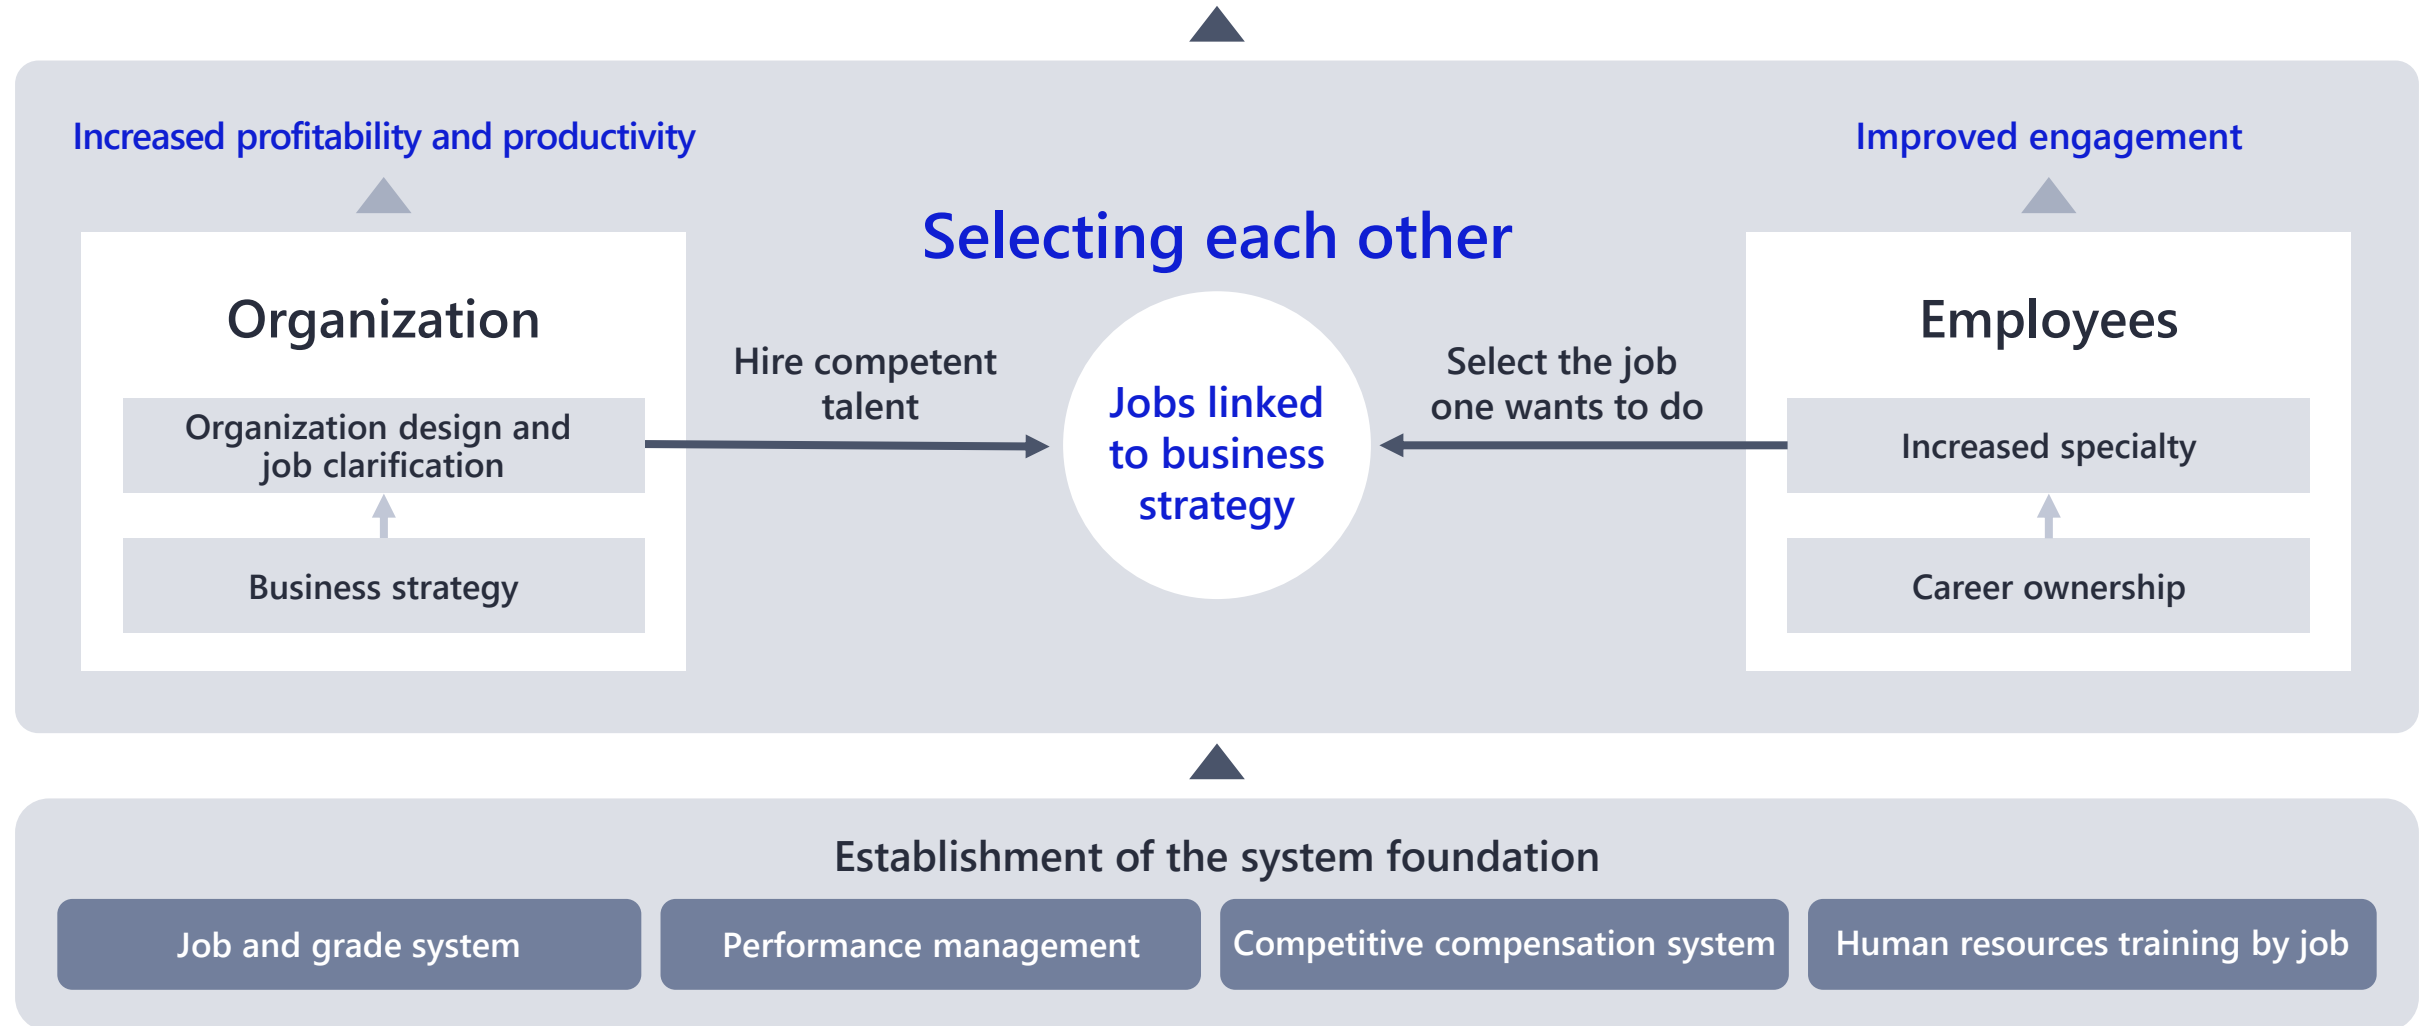 Increased profitability and productivity
Improved engagement
Selecting each other
Organization
Employees
Hire competent
talent
Select the job
one wants to do
Jobs linked
to business
strategy
Organization design and
job clarification
Increased specialty
Business strategy
Career ownership
Establishment of the system foundation
Job and grade system
Performance management
Competitive compensation system
Human resources training by job